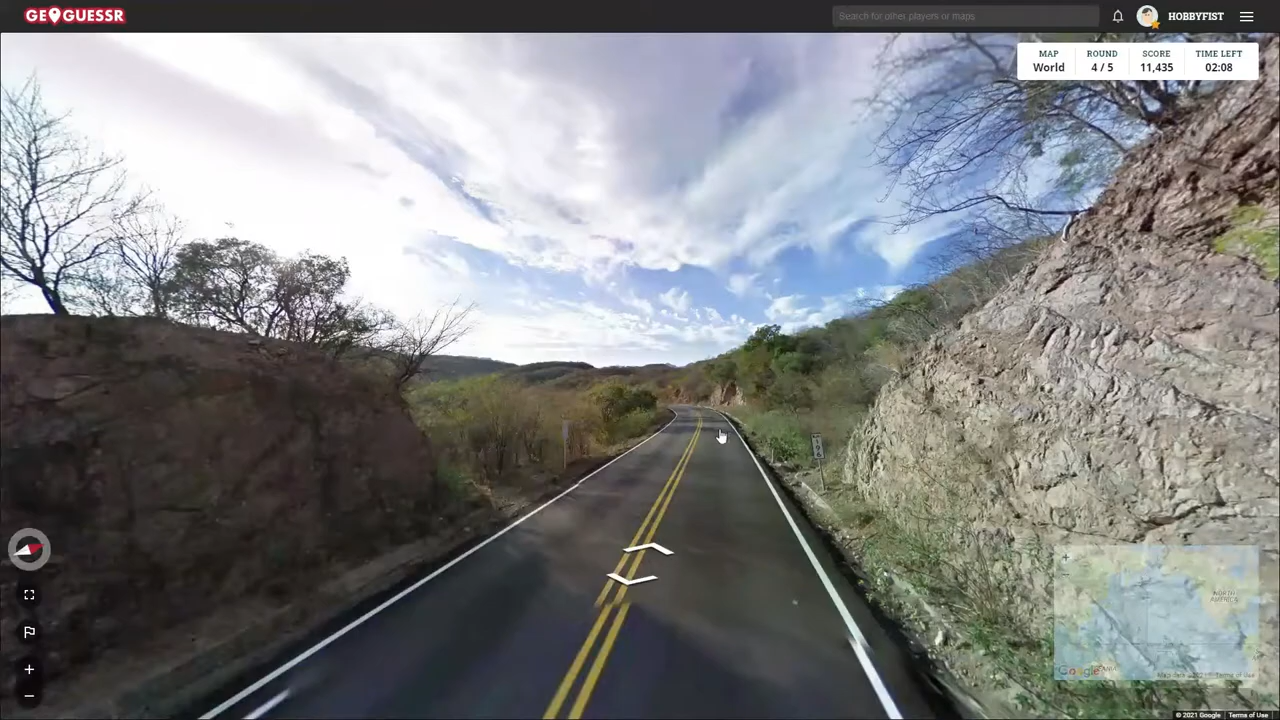 GEOGUESSR
Search for other players or maps
HOBBYFIST
MAP
World
ROUND
4 / 5
SCORE
11,435
TIME LEFT
02:08
NORTH
AMERICA
Google
© 2021 Google
Terms of Use